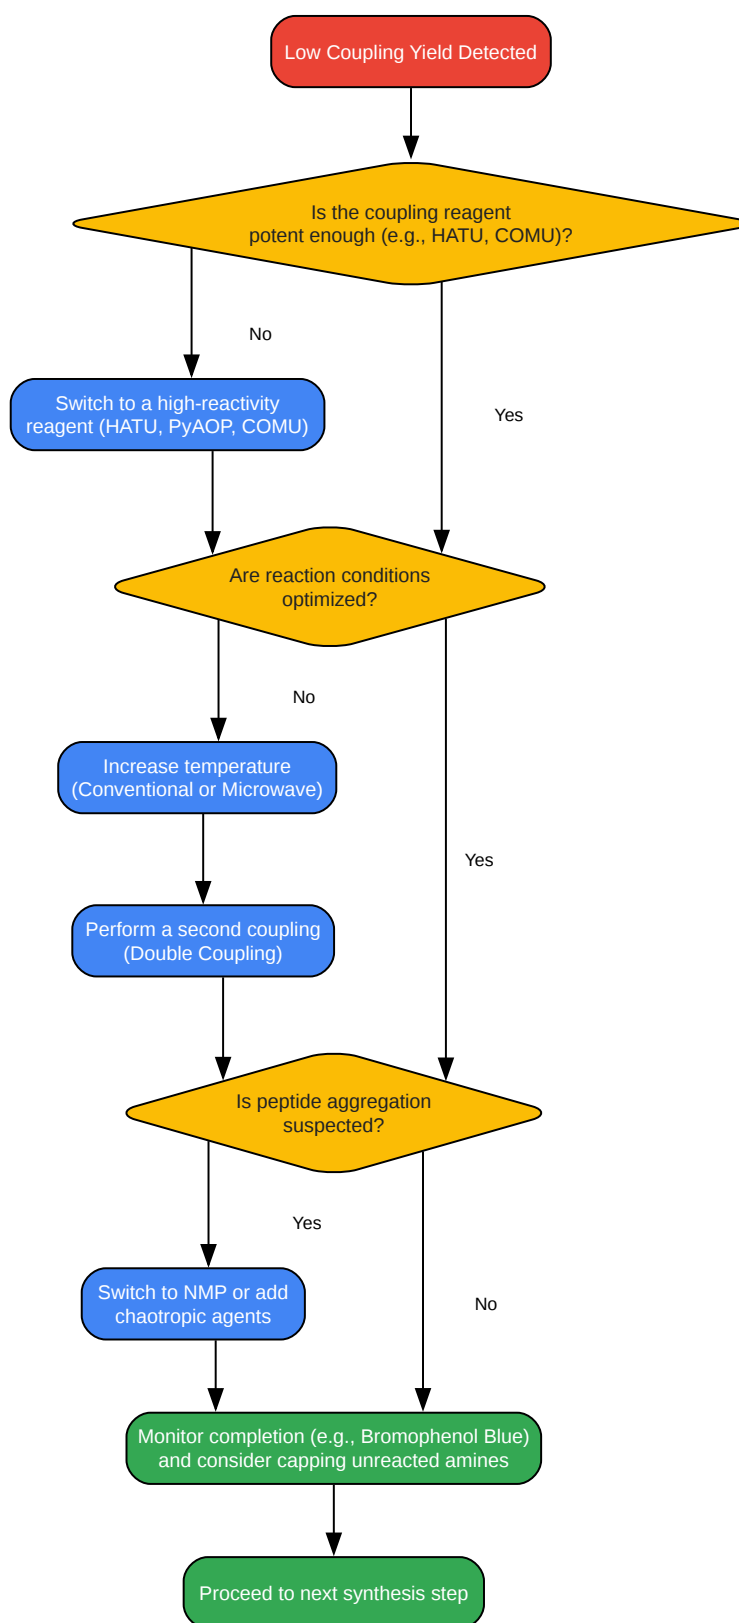 Low Coupling Yield Detected
Is the coupling reagent
potent enough (e.g., HATU, COMU)?
No
Switch to a high-reactivity
reagent (HATU, PyAOP, COMU)
Yes
Are reaction conditions
optimized?
No
Increase temperature
(Conventional or Microwave)
Yes
Perform a second coupling
(Double Coupling)
Is peptide aggregation
suspected?
Yes
Switch to NMP or add
chaotropic agents
No
Monitor completion (e.g., Bromophenol Blue)
and consider capping unreacted amines
Proceed to next synthesis step